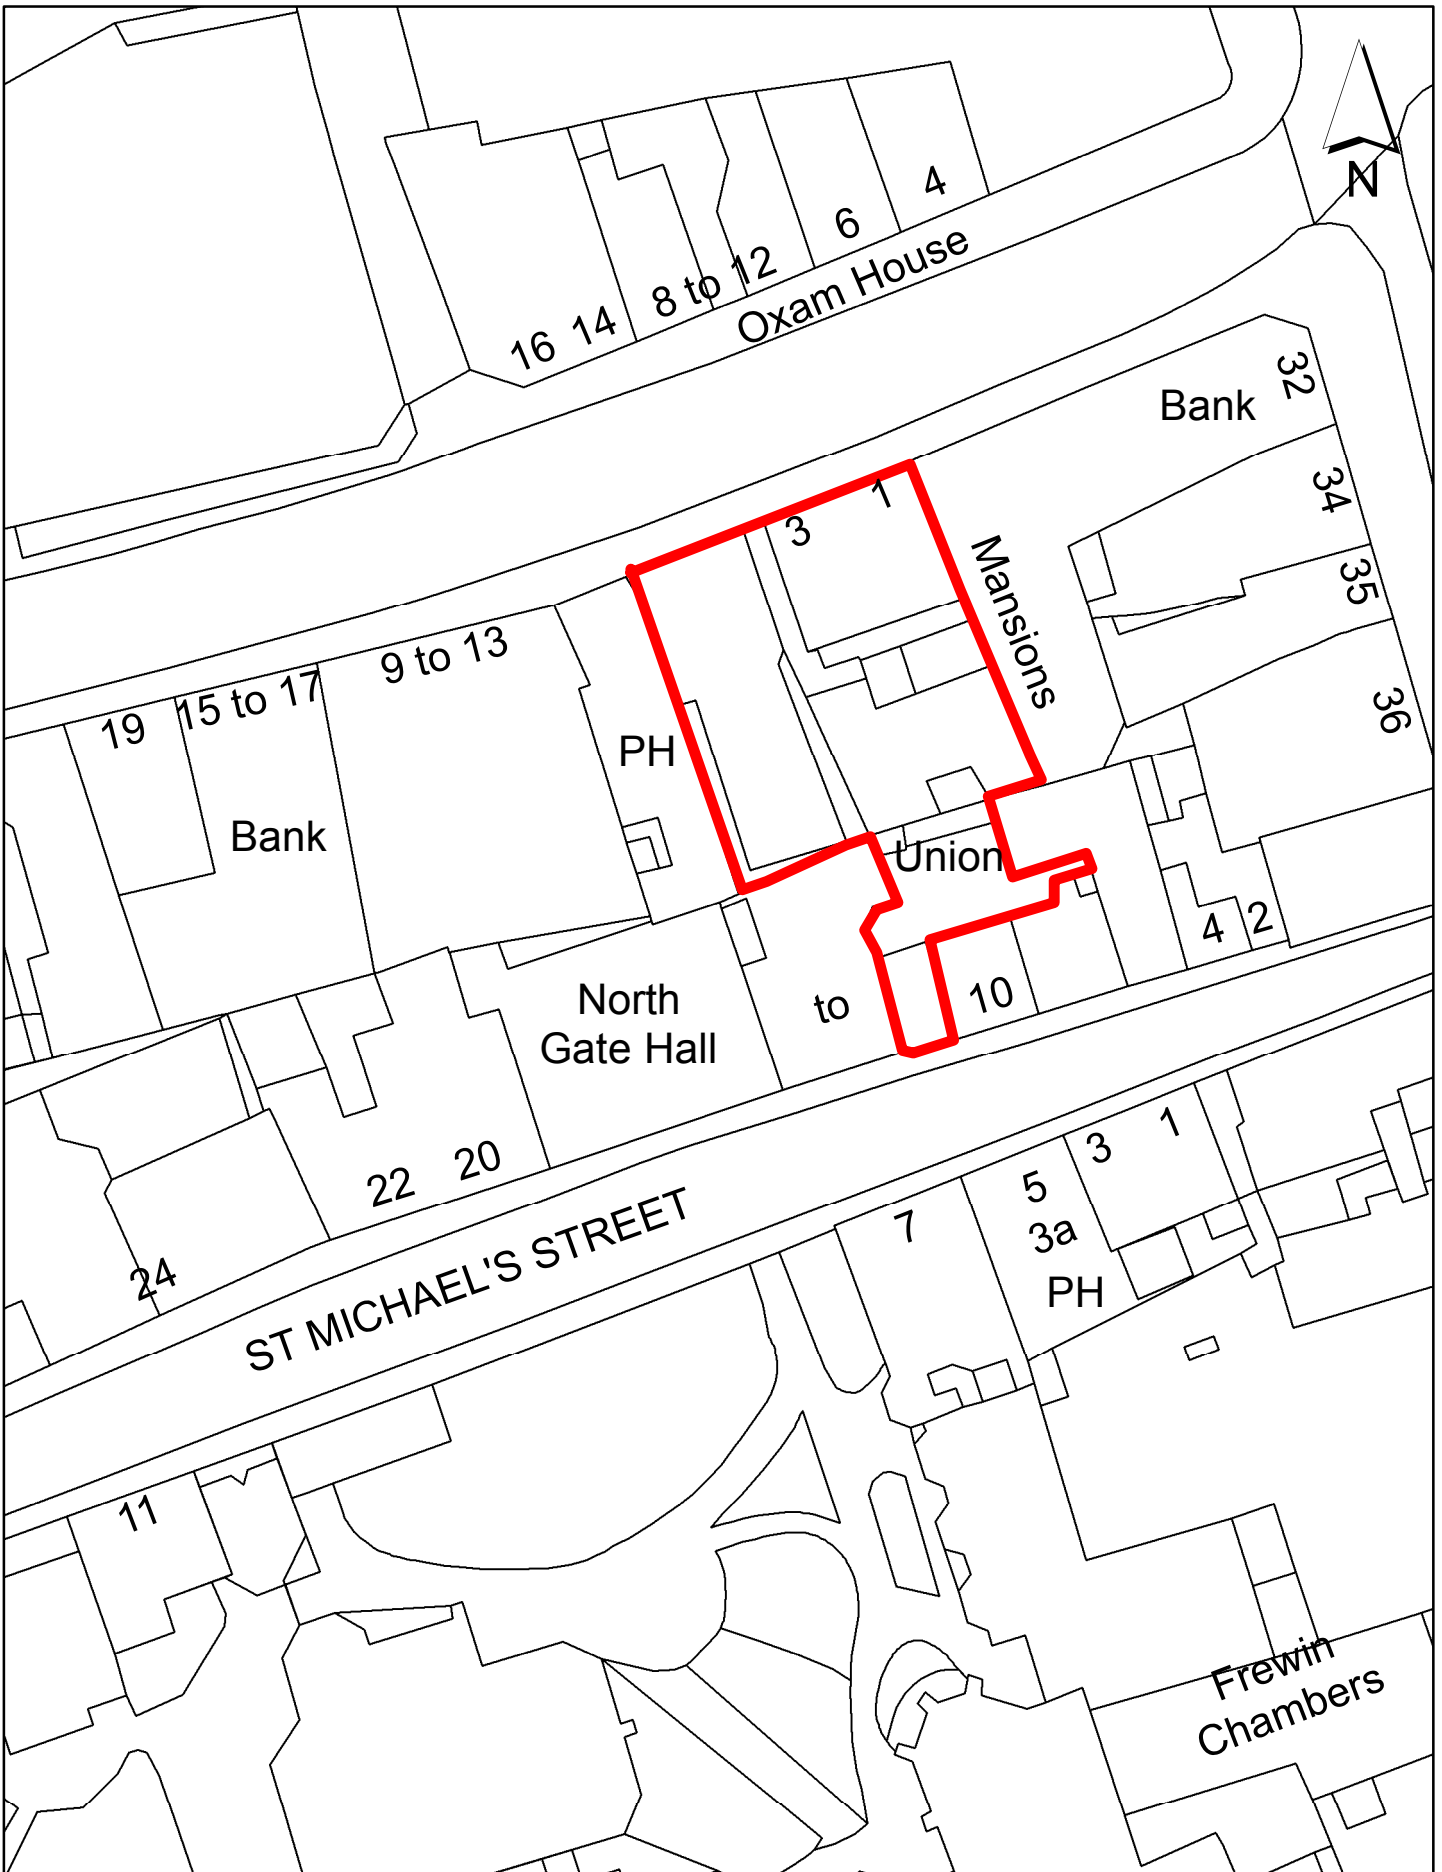 N
4
6
8 to 12
16 14
Oxam House
32
Bank
34
1
3
Mansions
35
9 to 13
15 to 17
19
36
PH
Bank
Union
4 2
North
Gate Hall
to
10
22 20
1
3
5
3a
PH
7
24
ST MICHAEL'S STREET
11
Frewin
Chambers